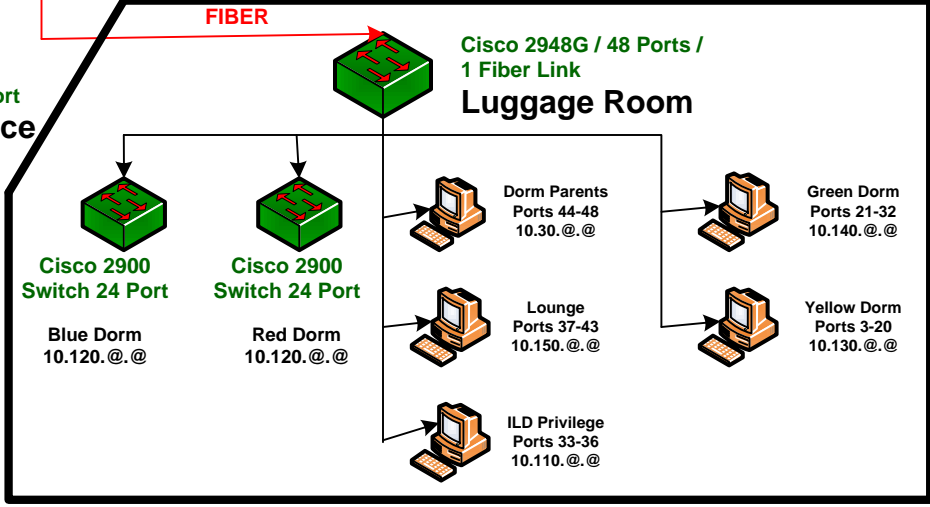 FIBER
Cisco 2948G / 48 Ports /
1 Fiber Link
Luggage Room
ort
ce
Cisco 2900
Switch 24 Port
Blue Dorm
10.120.@.@
Cisco 2900
Switch 24 Port
Red Dorm
10.120.@.@
Dorm Parents
Ports 44-48
10.30.@.@
Lounge
Ports 37-43
10.150.@.@
ILD Privilege
Ports 33-36
10.110.@.@
Green Dorm
Ports 21-32
10.140.@.@
Yellow Dorm
Ports 3-20
10.130.@.@